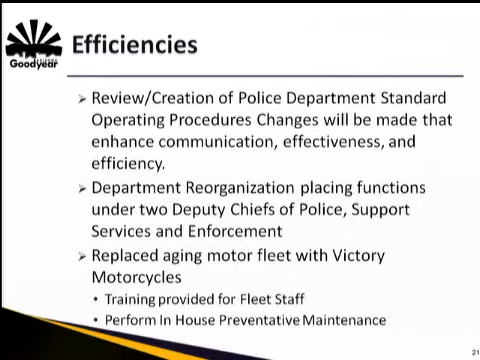 Goodyear
Efficiencies
Review/Creation of Police Department Standard
Operating Procedures Changes will be made that
enhance communication, effectiveness, and
efficiency.
Department Reorganization placing functions
under two Deputy Chiefs of Police, Support
Services and Enforcement
Replaced aging motor fleet with Victory
Motorcycles
• Training provided for Fleet Staff
• Perform In House Preventative Maintenance
21